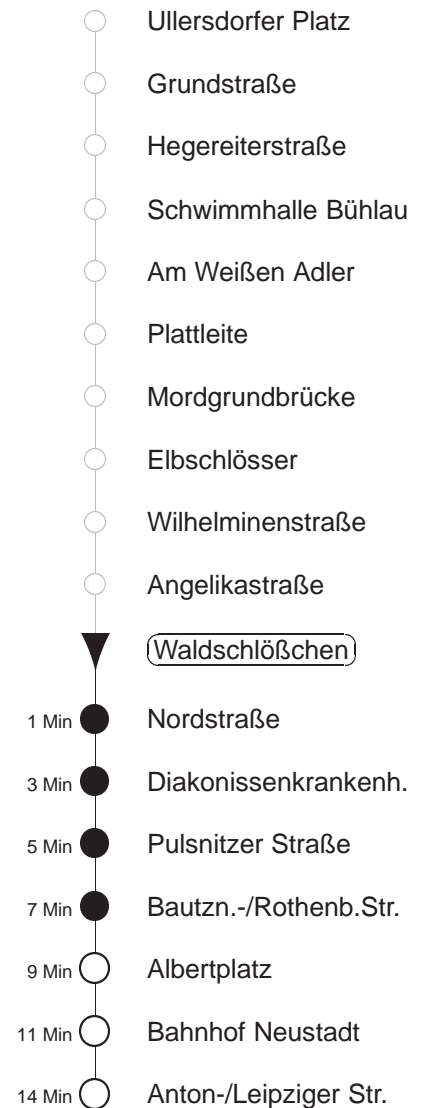 Ullersdorfer Platz
Grundstraße
Hegereiterstraße
Schwimmhalle Bühlau
Am Weißen Adler
Plattleite
Mordgrundbrücke
Elbschlösser
Wilhelminenstraße
Angelikastraße
Waldschlößchen
1 Min Nordstraße
3 Min Diakonissenkrankenh.
5 Min Pulsnitzer Straße
7 Min Bautzn.-/Rothenb.Str.
9 Min Albertplatz
11 Min Bahnhof Neustadt
14 Min Anton-/Leipziger Str.